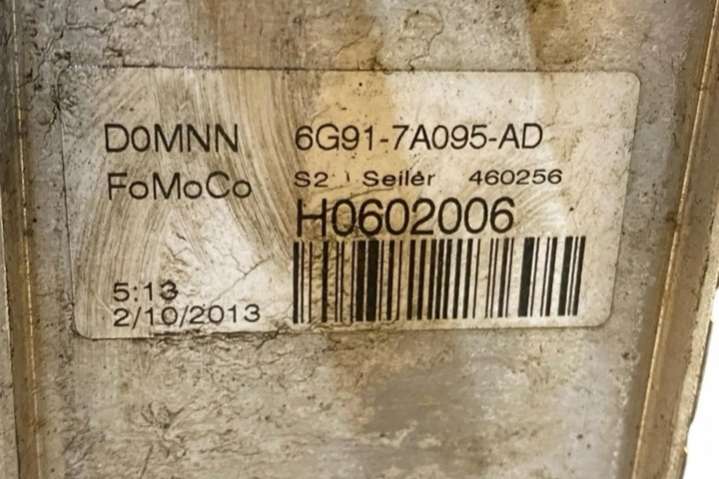 D0MNN 6G91-7A095-AD
FoMoCo S2 Seiler 460256
H0602006
5:13
2/10/2013